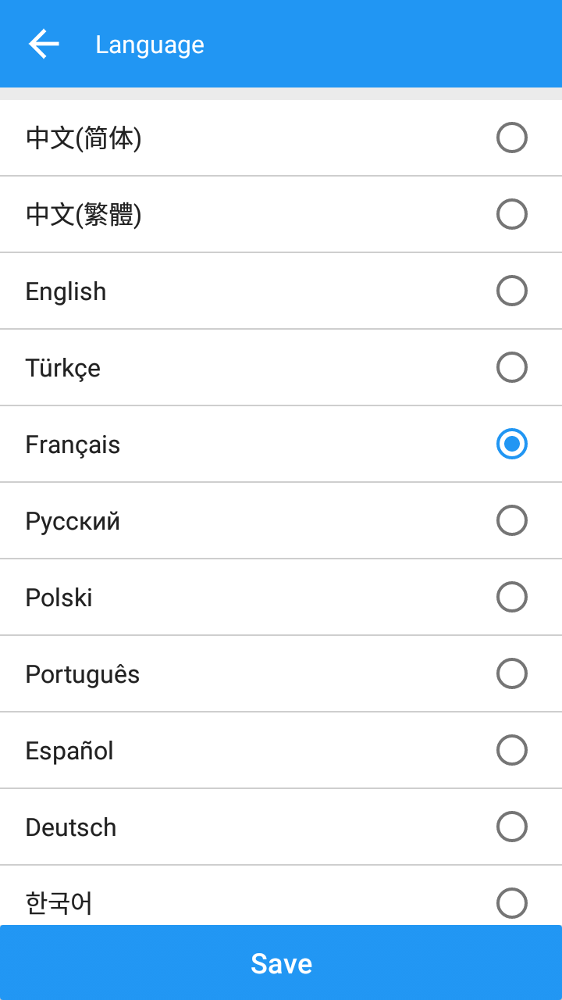 Language
中文(简体)
中文(繁體)
English
Türkçe
Français
Русский
Polski
Português
Español
Deutsch
한국어
Save